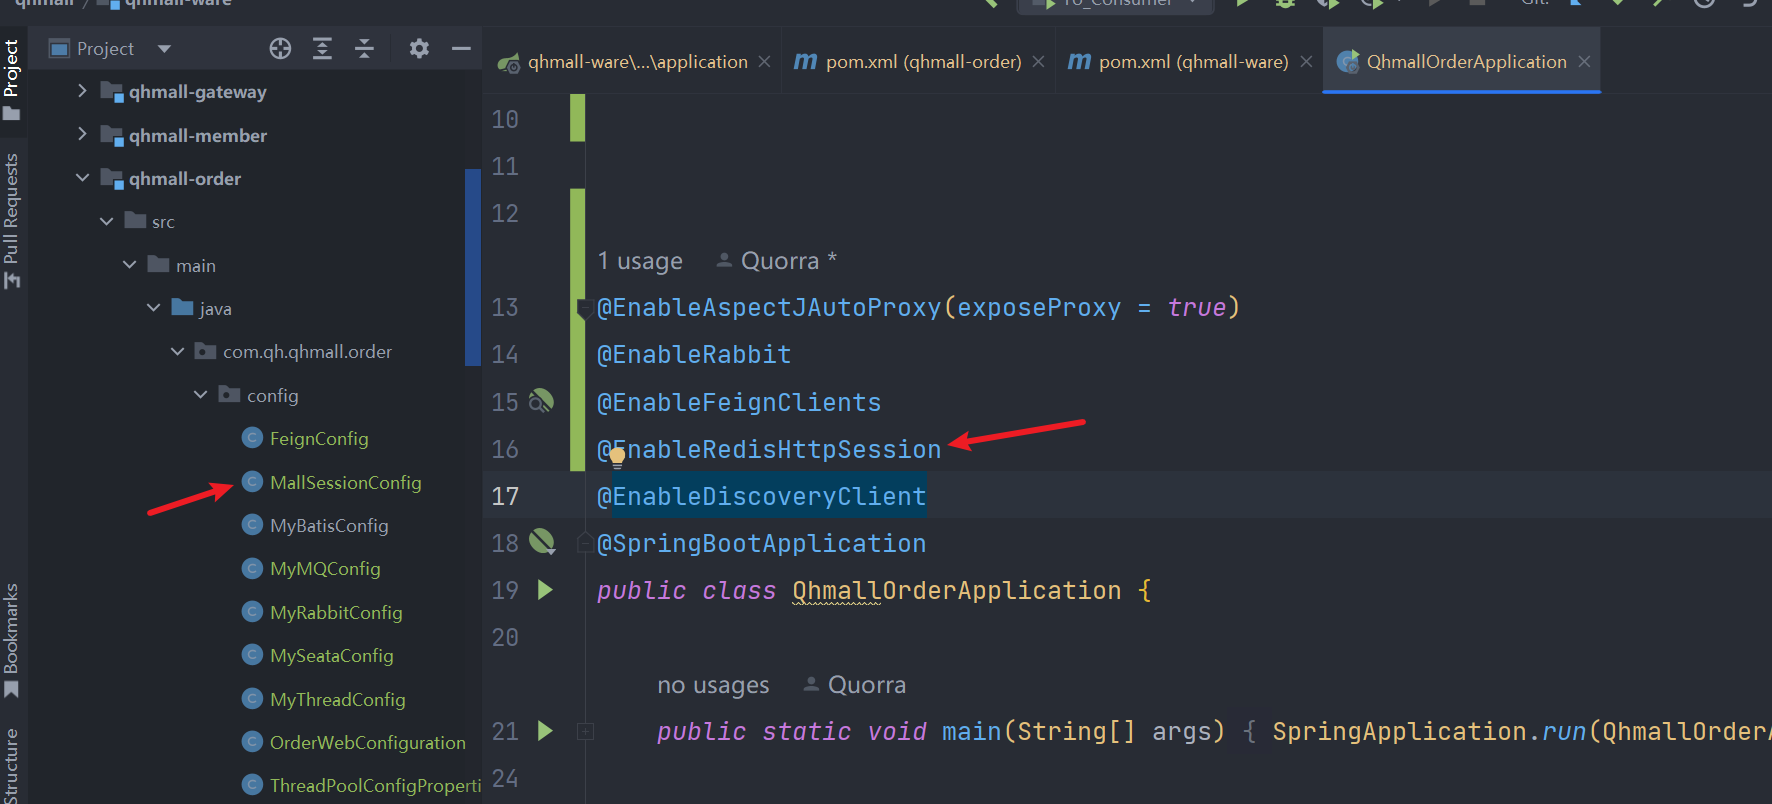 qhmall / qhmall-ware
To_Consumer
Git:
Project
Project
Pull Requests
Bookmarks
Structure
qhmall-gateway
qhmall-member
qhmall-order
src
main
java
com.qh.qhmall.order
config
FeignConfig
MallSessionConfig
MyBatisConfig
MyMQConfig
MyRabbitConfig
MySeataConfig
MyThreadConfig
OrderWebConfiguration
ThreadPoolConfigProperti
qhmall-ware\...\application
pom.xml (qhmall-order)
pom.xml (qhmall-ware)
QhmallOrderApplication
10
11
12
1 usage Quorra *
13 @EnableAspectJAutoProxy(exposeProxy = true)
14 @EnableRabbit
15 @EnableFeignClients
16 @EnableRedisHttpSession
17 @EnableDiscoveryClient
18 @SpringBootApplication
19 public class QhmallOrderApplication {
20
no usages Quorra
21 public static void main(String[] args) { SpringApplication.run(QhmallOrderA
24